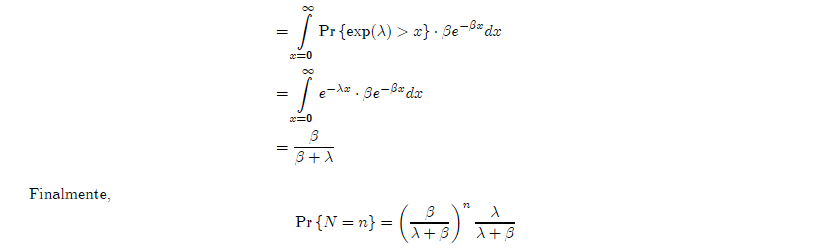 = ∫_{x=0}^{∞} Pr {exp(λ) > x} · βe^{−βx} dx
= ∫_{x=0}^{∞} e^{−λx} · βe^{−βx} dx
= β / (β + λ)
Finalmente,
Pr {N = n} = (β / (λ + β))^n λ / (λ + β)